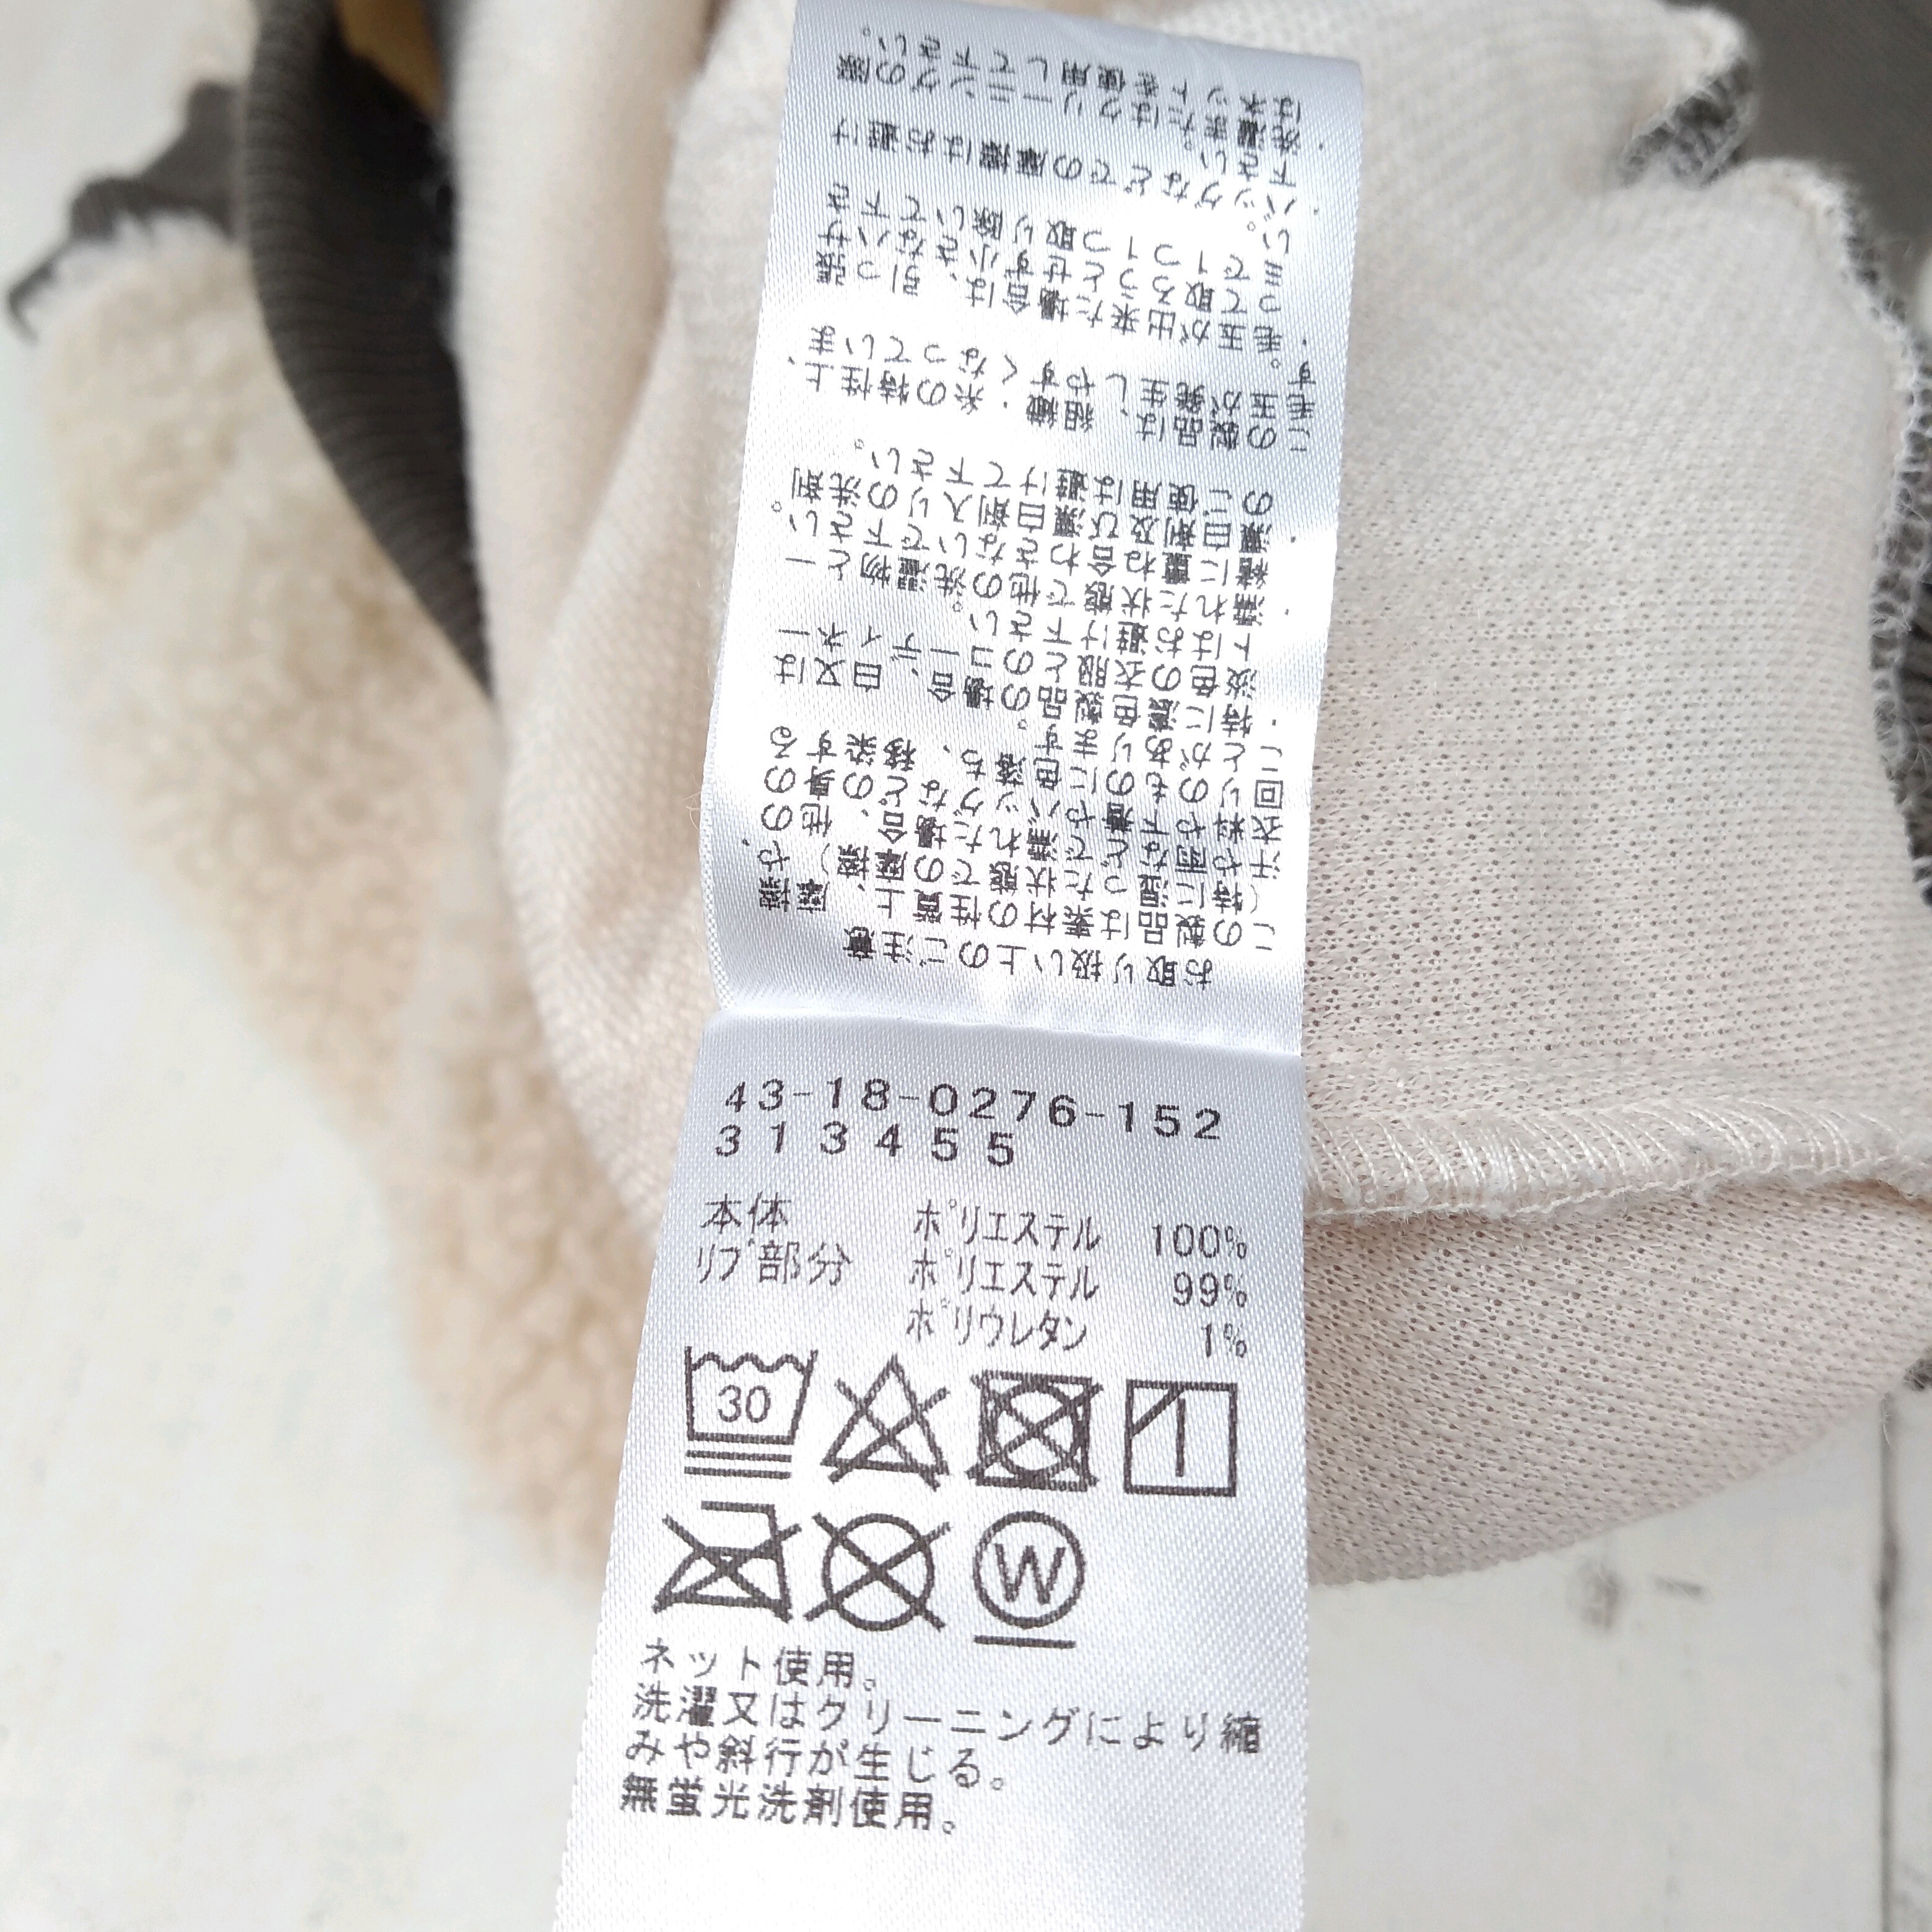 43-18-0276-152
313455
本体 ポリエステル 100%
リブ部分 ポリエステル 99%
ポリウレタン 1%
30
W
ネット使用。
洗濯又はクリーニングにより縮
みや斜行が生じる。
無蛍光洗剤使用。
お取り扱い上のご注意
この製品は素材の性質上、摩擦
(特に湿った状態での摩擦)や、
汗や雨などで濡れた場合、他の
衣料や下着やバッグなどの身の
回りのものに色落ち、移染する
ことがあります。
・特に濃色製品の場合、白又は
淡色の衣服とのコーディネー
トはお避け下さい。
・濡れた状態で他の洗濯物と一
緒に重ね合わさないで下さい。
・漂白剤及び漂白剤入りの洗剤
のご使用は避けて下さい。
この製品は、組織・糸の特性上、
毛玉が発生しやすくなっていま
す。
・毛玉が出来た場合は、引っ張
って取ろうとせず小さなハサ
ミで1つ1つ取り除いて下さ
い。
・バッグなどでの摩擦はお避け
下さい。
・洗濯またはクリーニングの際
はネットを使用して下さい。